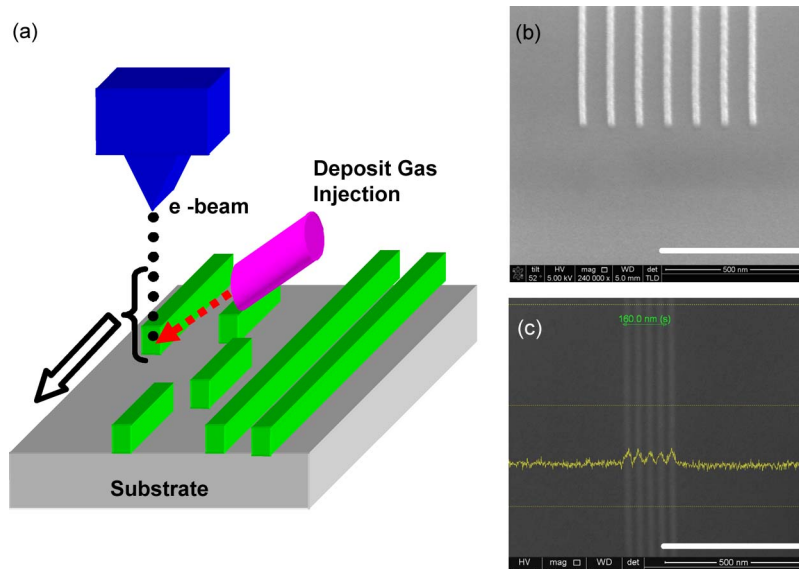 (a)
e -beam
Deposit Gas
Injection
Substrate
(b)
tilt HV mag WD det 500 nm
52 ° 5.00 kV 240 000 x 5.0 mm TLD
(c)
160.0 nm (s)
HV mag WD det 500 nm